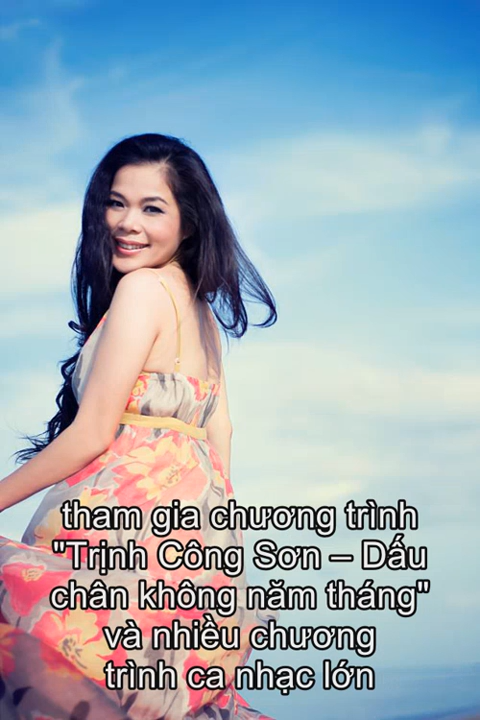 tham gia chương trình
"Trịnh Công Sơn – Dấu
chân không năm tháng"
và nhiều chương
trình ca nhạc lớn